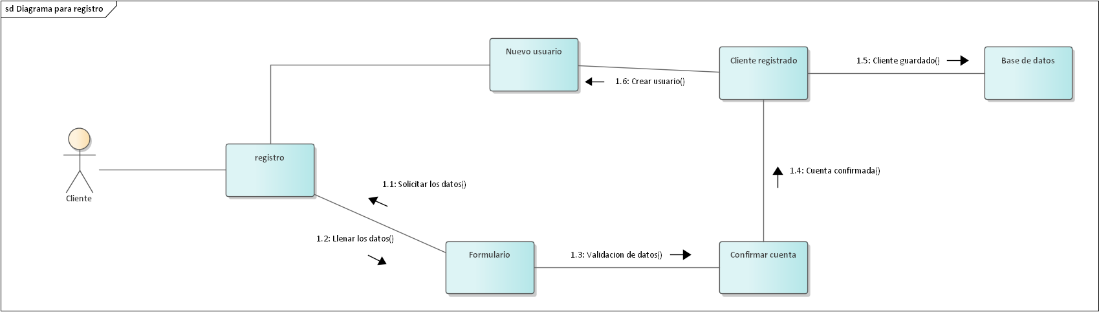 sd Diagrama para registro
Nuevo usuario
Cliente registrado
1.5: Cliente guardado()
Base de datos
1.6: Crear usuario()
registro
1.4: Cuenta confirmada()
1.1: Solicitar los datos()
Cliente
1.2: Llenar los datos()
Formulario
1.3: Validacion de datos()
Confirmar cuenta